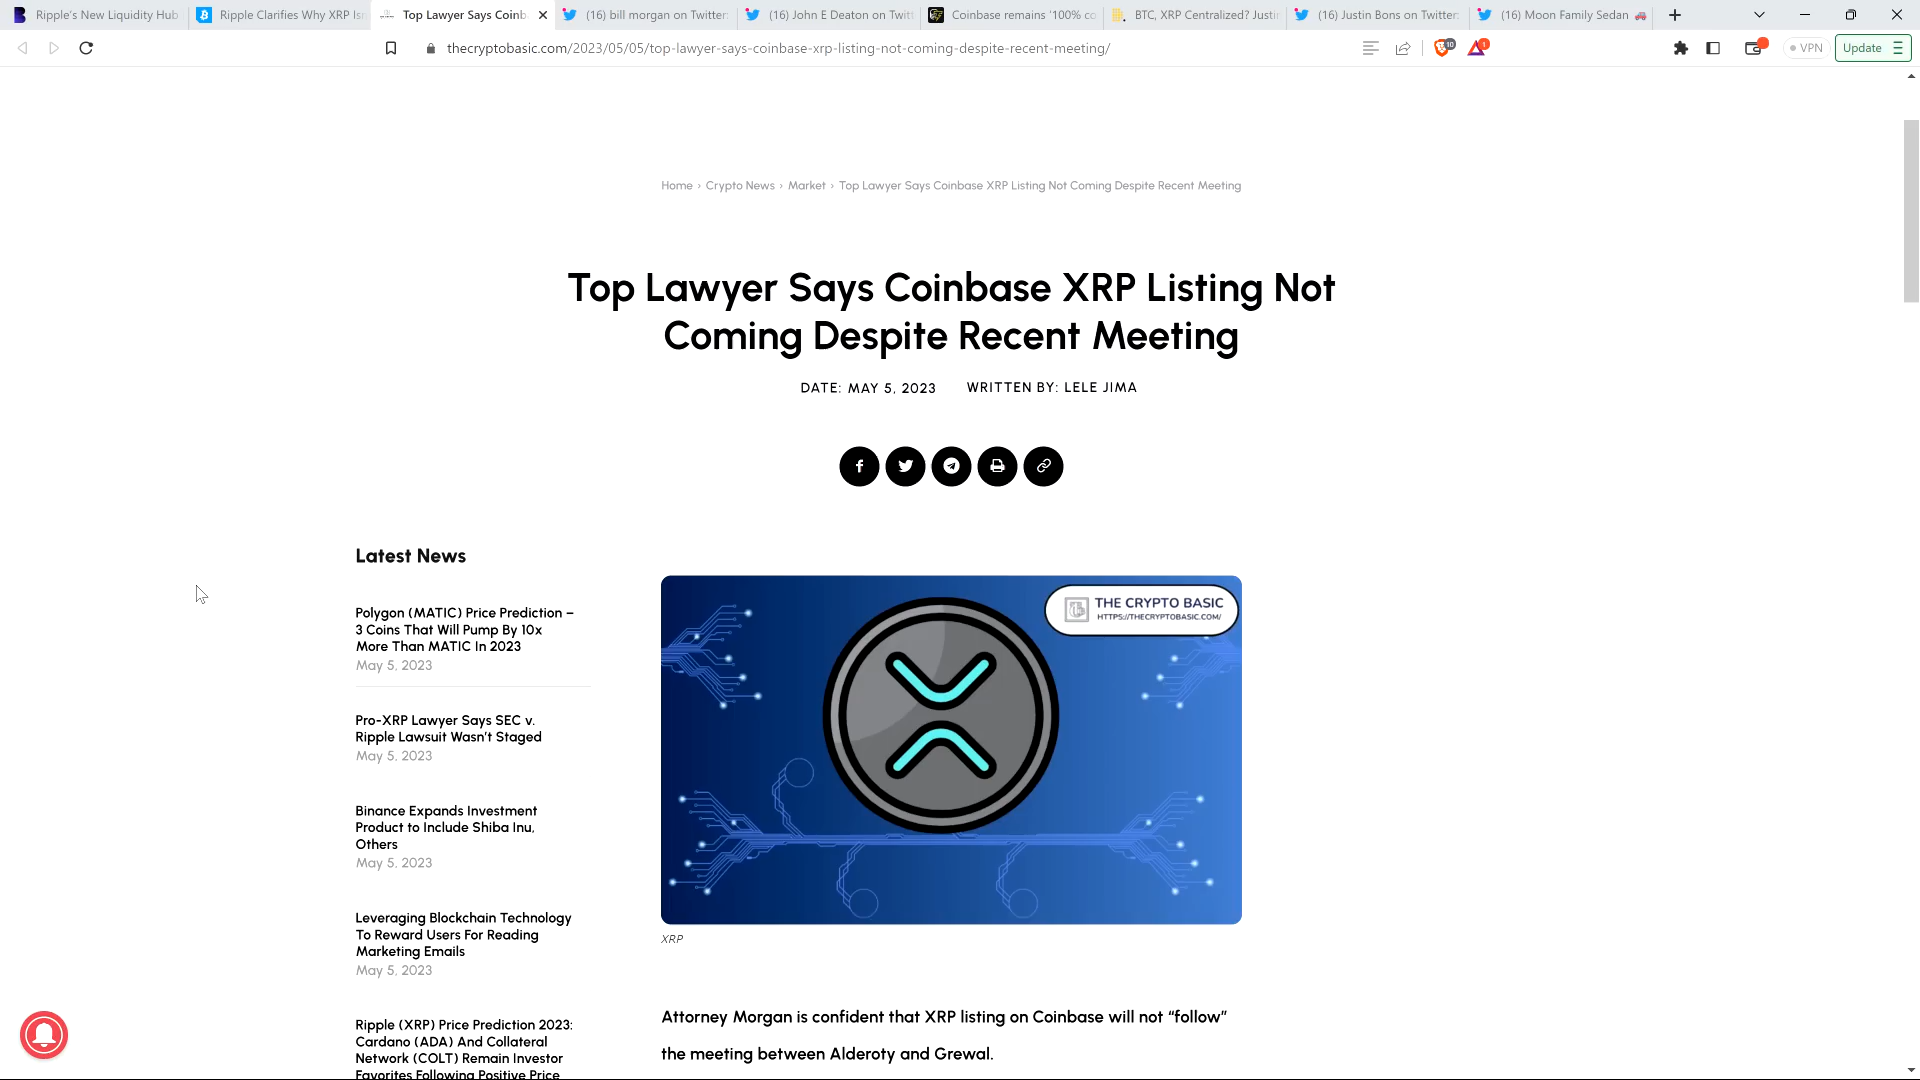 Ripple's New Liquidity Hub
Ripple Clarifies Why XRP Isn
Top Lawyer Says Coinb
(16) bill morgan on Twitter:
(16) John E Deaton on Twitt
Coinbase remains '100% co
BTC, XRP Centralized? Justin
(16) Justin Bons on Twitter:
(16) Moon Family Sedan
thecryptobasic.com/2023/05/05/top-lawyer-says-coinbase-xrp-listing-not-coming-despite-recent-meeting/
10
1
VPN
Update
Home › Crypto News › Market › Top Lawyer Says Coinbase XRP Listing Not Coming Despite Recent Meeting
Top Lawyer Says Coinbase XRP Listing Not
Coming Despite Recent Meeting
DATE: MAY 5, 2023 WRITTEN BY: LELE JIMA
Latest News
Polygon (MATIC) Price Prediction –
3 Coins That Will Pump By 10x
More Than MATIC In 2023
May 5, 2023
Pro-XRP Lawyer Says SEC v.
Ripple Lawsuit Wasn't Staged
May 5, 2023
Binance Expands Investment
Product to Include Shiba Inu,
Others
May 5, 2023
Leveraging Blockchain Technology
To Reward Users For Reading
Marketing Emails
May 5, 2023
Ripple (XRP) Price Prediction 2023:
Cardano (ADA) And Collateral
Network (COLT) Remain Investor
Favorites Following Positive Price
THE CRYPTO BASIC
HTTPS://THECRYPTOBASIC.COM/
XRP
Attorney Morgan is confident that XRP listing on Coinbase will not “follow”
the meeting between Alderoty and Grewal.